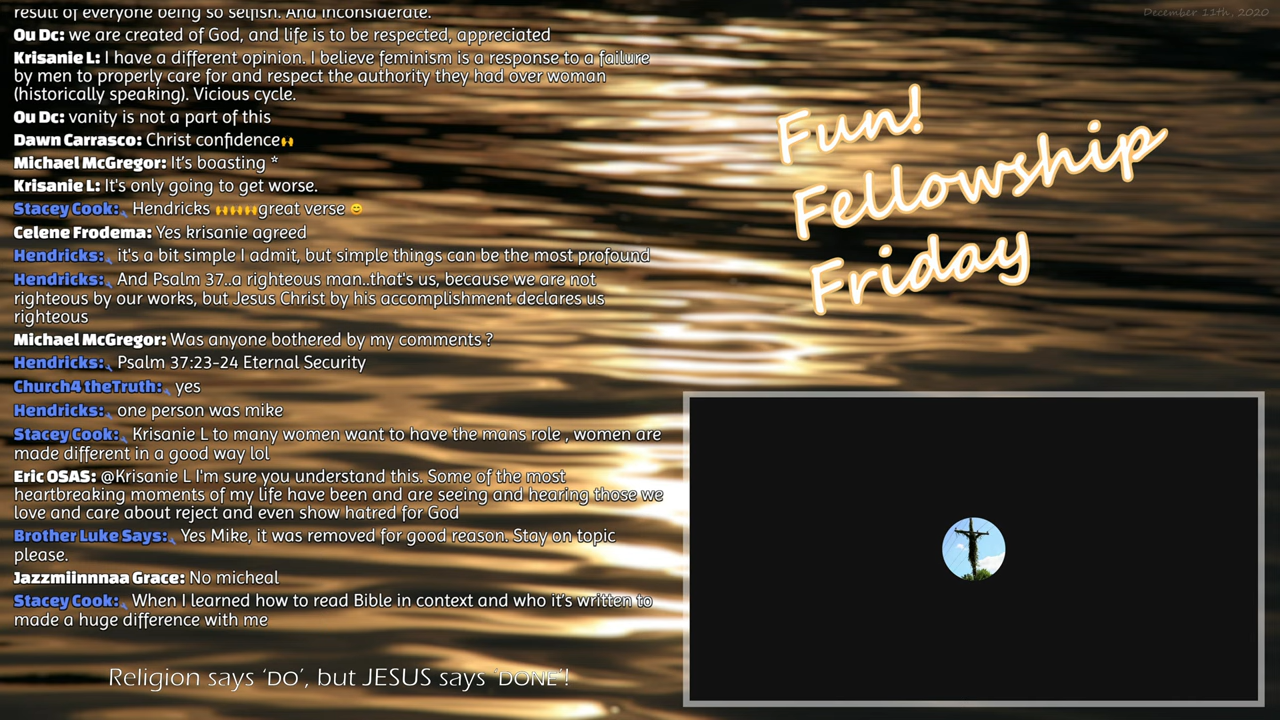 result of everyone being so selfish. And inconsiderate.
Ou Dc: we are created of God, and life is to be respected, appreciated
Krisanie L: I have a different opinion. I believe feminism is a response to a failure
by men to properly care for and respect the authority they had over woman
(historically speaking). Vicious cycle.
Ou Dc: vanity is not a part of this
Dawn Carrasco: Christ confidence🙌
Michael McGregor: It's boasting *
Krisanie L: It's only going to get worse.
Stacey Cook: Hendricks 🙌🙌🙌great verse 😊
Celene Frodema: Yes krisanie agreed
Hendricks: it's a bit simple I admit, but simple things can be the most profound
Hendricks: And Psalm 37..a righteous man..that's us, because we are not
righteous by our works, but Jesus Christ by his accomplishment declares us
righteous
Michael McGregor: Was anyone bothered by my comments ?
Hendricks: Psalm 37:23-24 Eternal Security
Church4 theTruth: yes
Hendricks: one person was mike
Stacey Cook: Krisanie L to many women want to have the mans role , women are
made different in a good way lol
Eric OSAS: @Krisanie L I'm sure you understand this. Some of the most
heartbreaking moments of my life have been and are seeing and hearing those we
love and care about reject and even show hatred for God
Brother Luke Says: Yes Mike, it was removed for good reason. Stay on topic
please.
Jazzmiinnnaa Grace: No micheal
Stacey Cook: When I learned how to read Bible in context and who it's written to
made a huge difference with me
Religion says 'DO', but JESUS says 'DONE'!
December 11th, 2020
Fun!
Fellowship
Friday